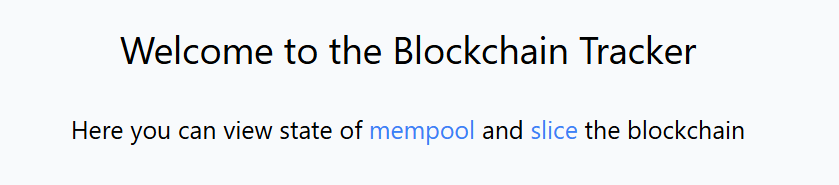 Welcome to the Blockchain Tracker
Here you can view state of mempool and slice the blockchain